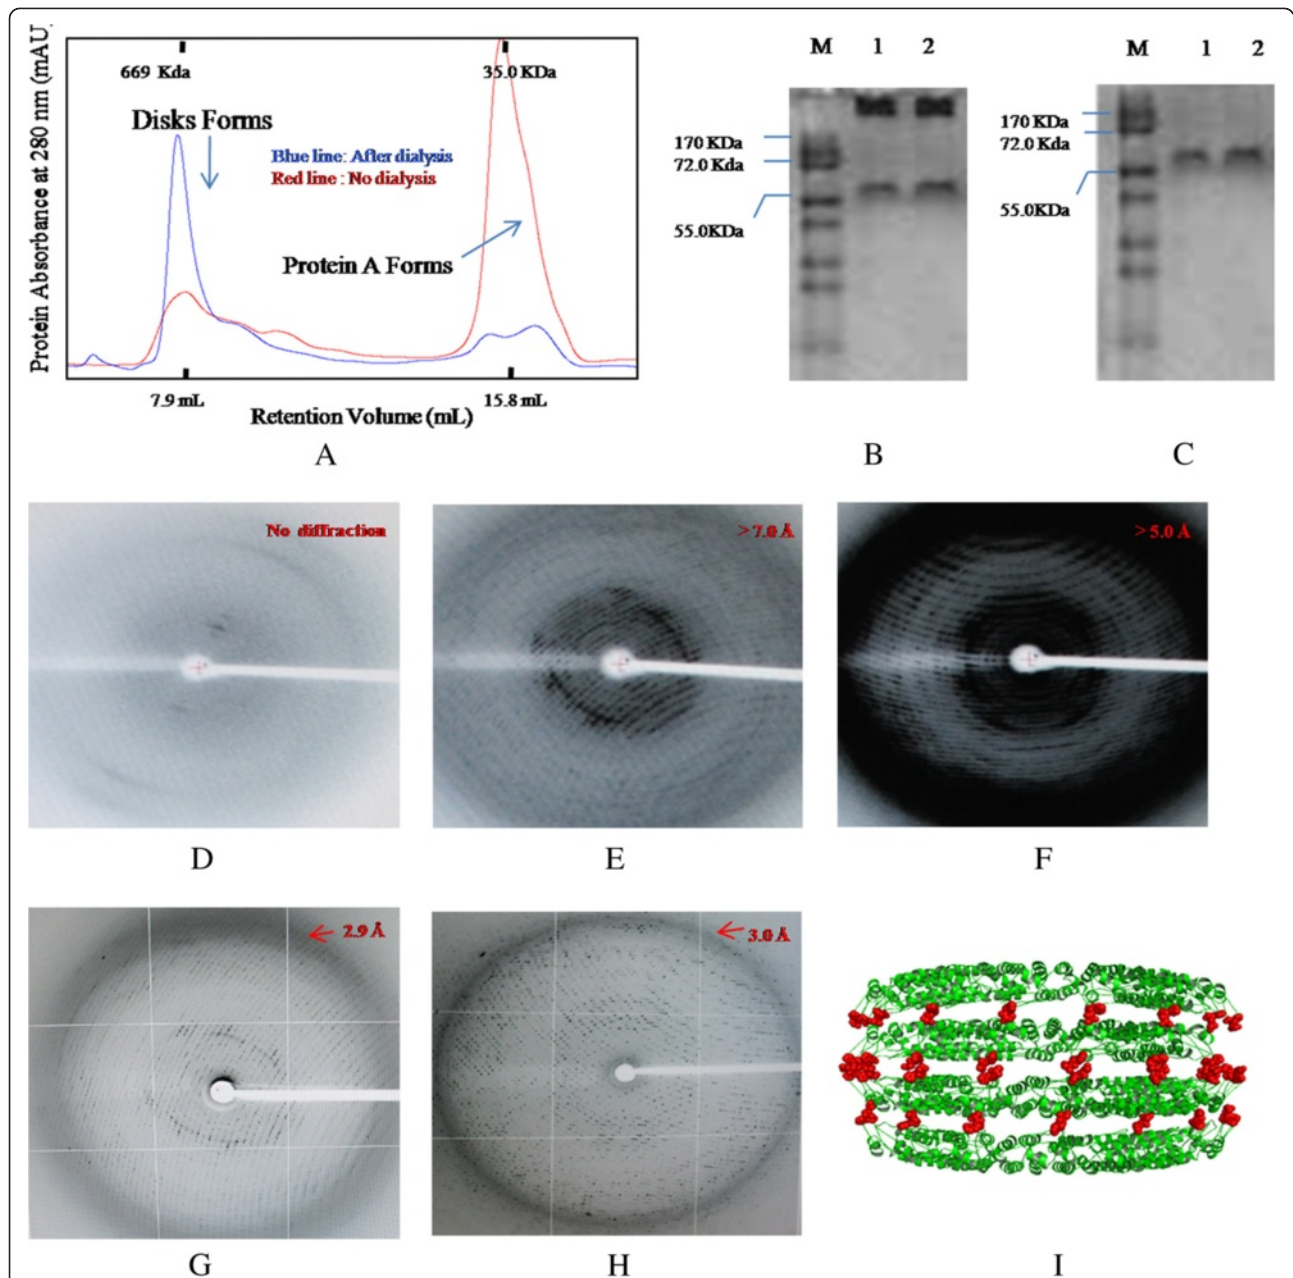 Protein Absorbance at 280 nm (mAU
669 Kda
35.0 KDa
Disks Forms
Blue line: After dialysis
Red line : No dialysis
Protein A Forms
7.9 mL
15.8 mL
Retention Volume (mL)
A
M 1 2
170 KDa
72.0 Kda
55.0KDa
B
M 1 2
170 KDa
72.0 Kda
55.0KDa
C
No diffraction
D
>7.0 Å
E
>5.0 Å
F
2.9 Å
G
3.0 Å
H
I